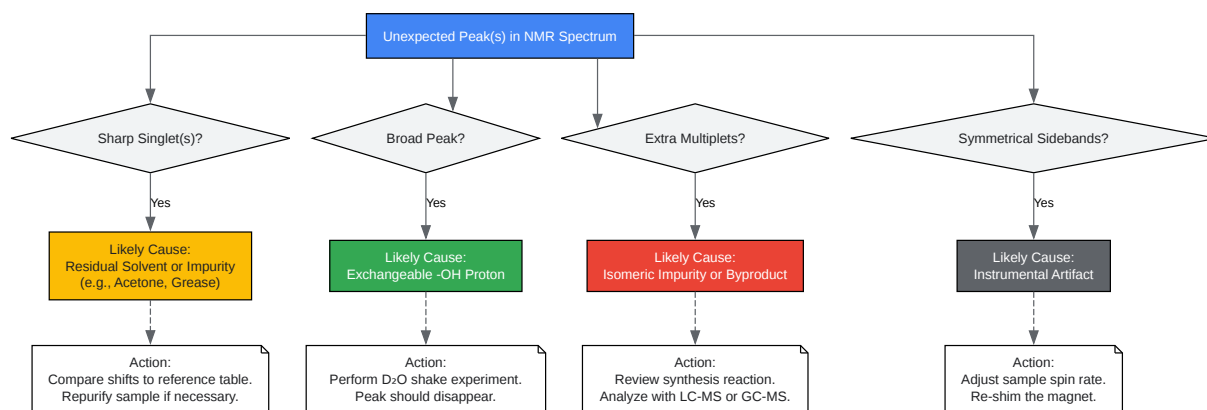 Unexpected Peak(s) in NMR Spectrum
Sharp Singlet(s)?
Broad Peak?
Extra Multiplets?
Symmetrical Sidebands?
Yes
Yes
Yes
Yes
Likely Cause:
Residual Solvent or Impurity
(e.g., Acetone, Grease)
Likely Cause:
Exchangeable -OH Proton
Likely Cause:
Isomeric Impurity or Byproduct
Likely Cause:
Instrumental Artifact
Action:
Compare shifts to reference table.
Repurify sample if necessary.
Action:
Perform D₂O shake experiment.
Peak should disappear.
Action:
Review synthesis reaction.
Analyze with LC-MS or GC-MS.
Action:
Adjust sample spin rate.
Re-shim the magnet.